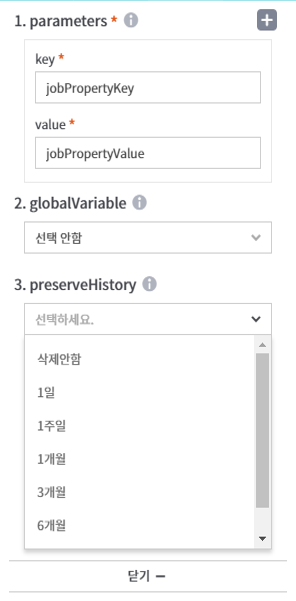 1. parameters *
key *
jobPropertyKey
value *
jobPropertyValue
2. globalVariable
선택 안함
3. preserveHistory
선택하세요.
삭제안함
1일
1주일
1개월
3개월
6개월
닫기